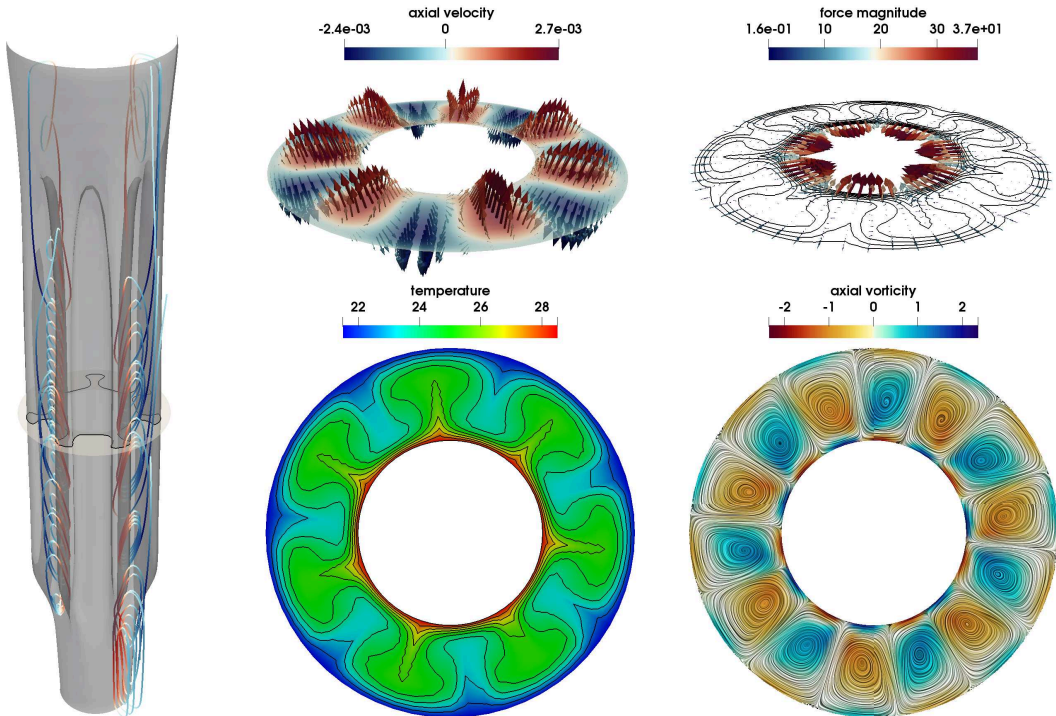 axial velocity
-2.4e-03 0 2.7e-03
force magnitude
1.6e-01 10 20 30 3.7e+01
temperature
22 24 26 28
axial vorticity
-2 -1 0 1 2